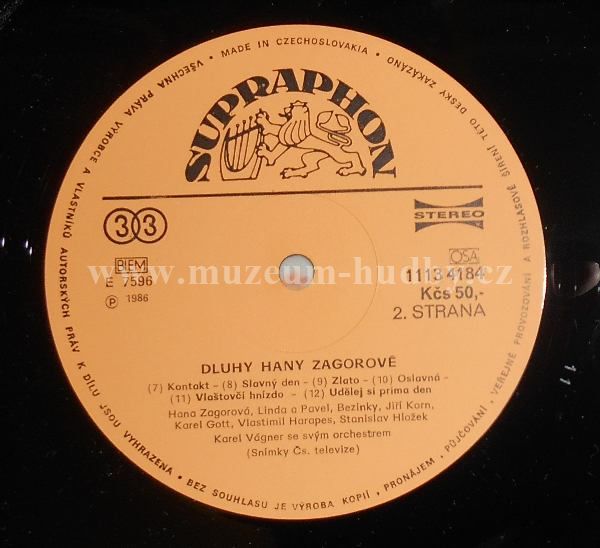 VŠECHNA PRÁVA VÝROBCE A VLASTNÍKŮ AUTORSKÝCH PRÁV K DÍLU JSOU VYHRAZENA • BEZ SOUHLASU JE VÝROBA KOPIÍ, PRONÁJEM, PŮJČOVÁNÍ, VEŘEJNÉ PROVOZOVÁNÍ A ROZHLASOVÉ ŠÍŘENÍ TÉTO DESKY ZAKÁZÁNO • MADE IN CZECHOSLOVAKIA •
SUPRAPHON
33
STEREO
BIEM
E 7596
℗ 1986
OSA
1113 4184
Kčs 50,-
2. STRANA
www.muzeum-hudby.cz
DLUHY HANY ZAGOROVÉ
(7) Kontakt – (8) Slavný den – (9) Zlato – (10) Oslavná –
(11) Vlaštovčí hnízdo – (12) Udělej si prima den
Hana Zagorová, Linda a Pavel, Bezinky, Jiří Korn,
Karel Gott, Vlastimil Harapes, Stanislav Hložek
Karel Vágner se svým orchestrem
(Snímky Čs. televize)